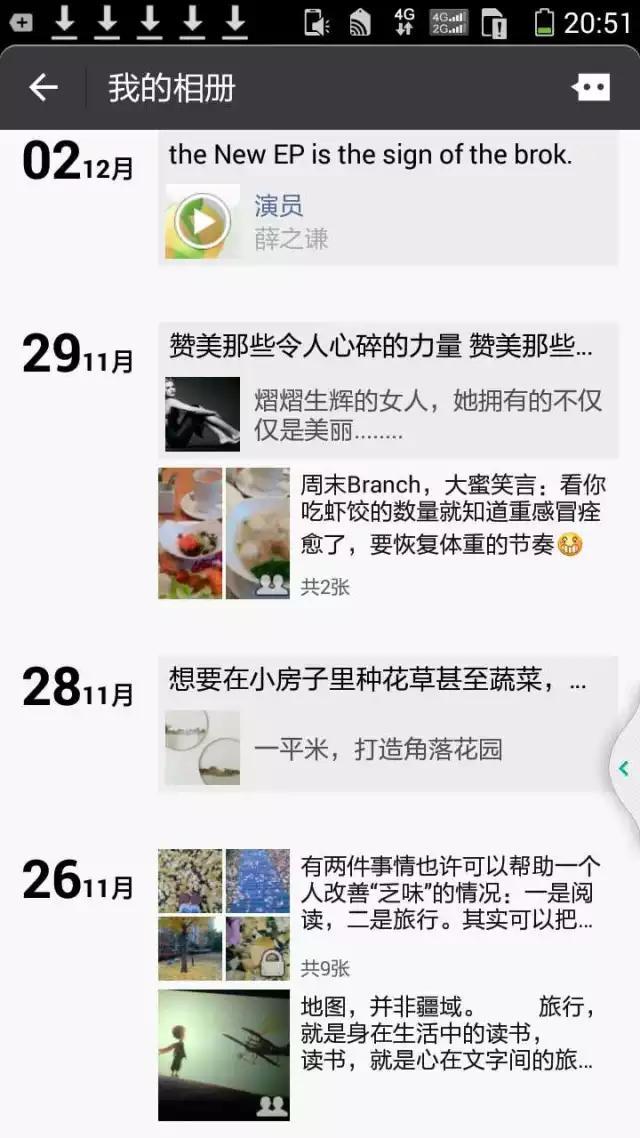 4G 4G 2G 20:51
我的相册
02 12月
the New EP is the sign of the brok.
演员
薛之谦
29 11月
赞美那些令人心碎的力量 赞美那些...
熠熠生辉的女人，她拥有的不仅
仅是美丽........
周末Branch，大蜜笑言：看你
吃虾饺的数量就知道重感冒痊
愈了，要恢复体重的节奏😁
共2张
28 11月
想要在小房子里种花草甚至蔬菜，...
一平米，打造角落花园
26 11月
有两件事情也许可以帮助一个
人改善“乏味”的情况：一是阅
读，二是旅行。其实可以把...
共9张
地图，并非疆域。 旅行，
就是身在生活中的读书，
读书，就是心在文字间的旅...